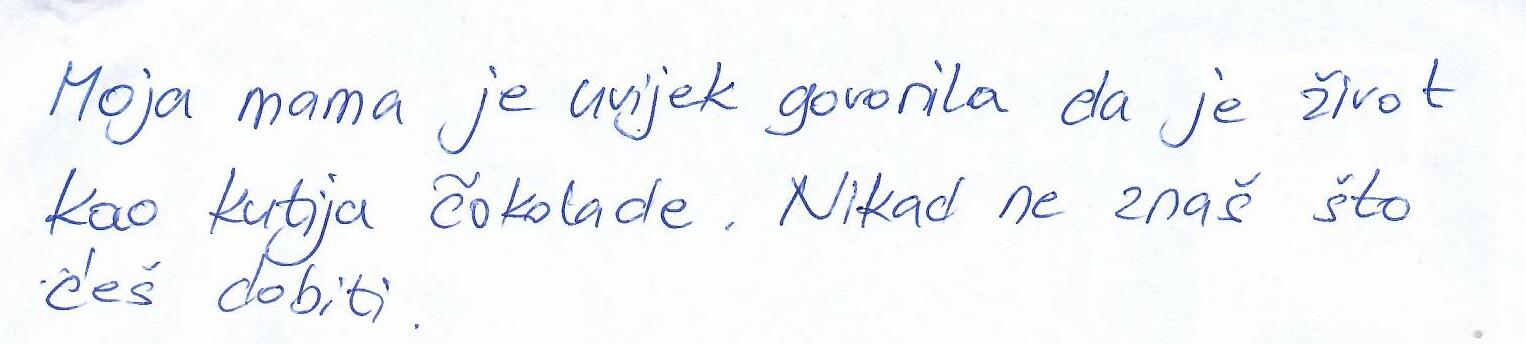 Moja mama je uvijek govorila da je život
kao kutija čokolade. Nikad ne znaš što
ćeš dobiti.